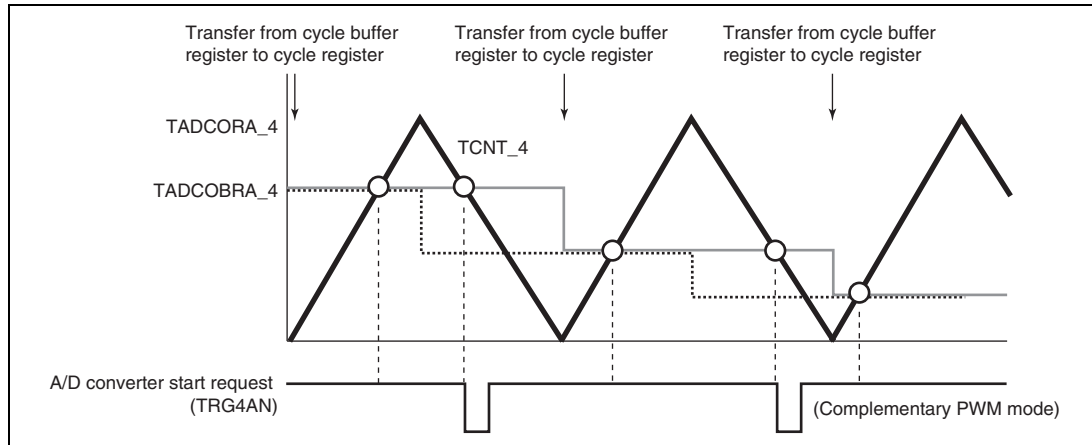 Transfer from cycle buffer
register to cycle register
Transfer from cycle buffer
register to cycle register
Transfer from cycle buffer
register to cycle register
TADCORA_4
TCNT_4
TADCOBRA_4
A/D converter start request
(TRG4AN)
(Complementary PWM mode)